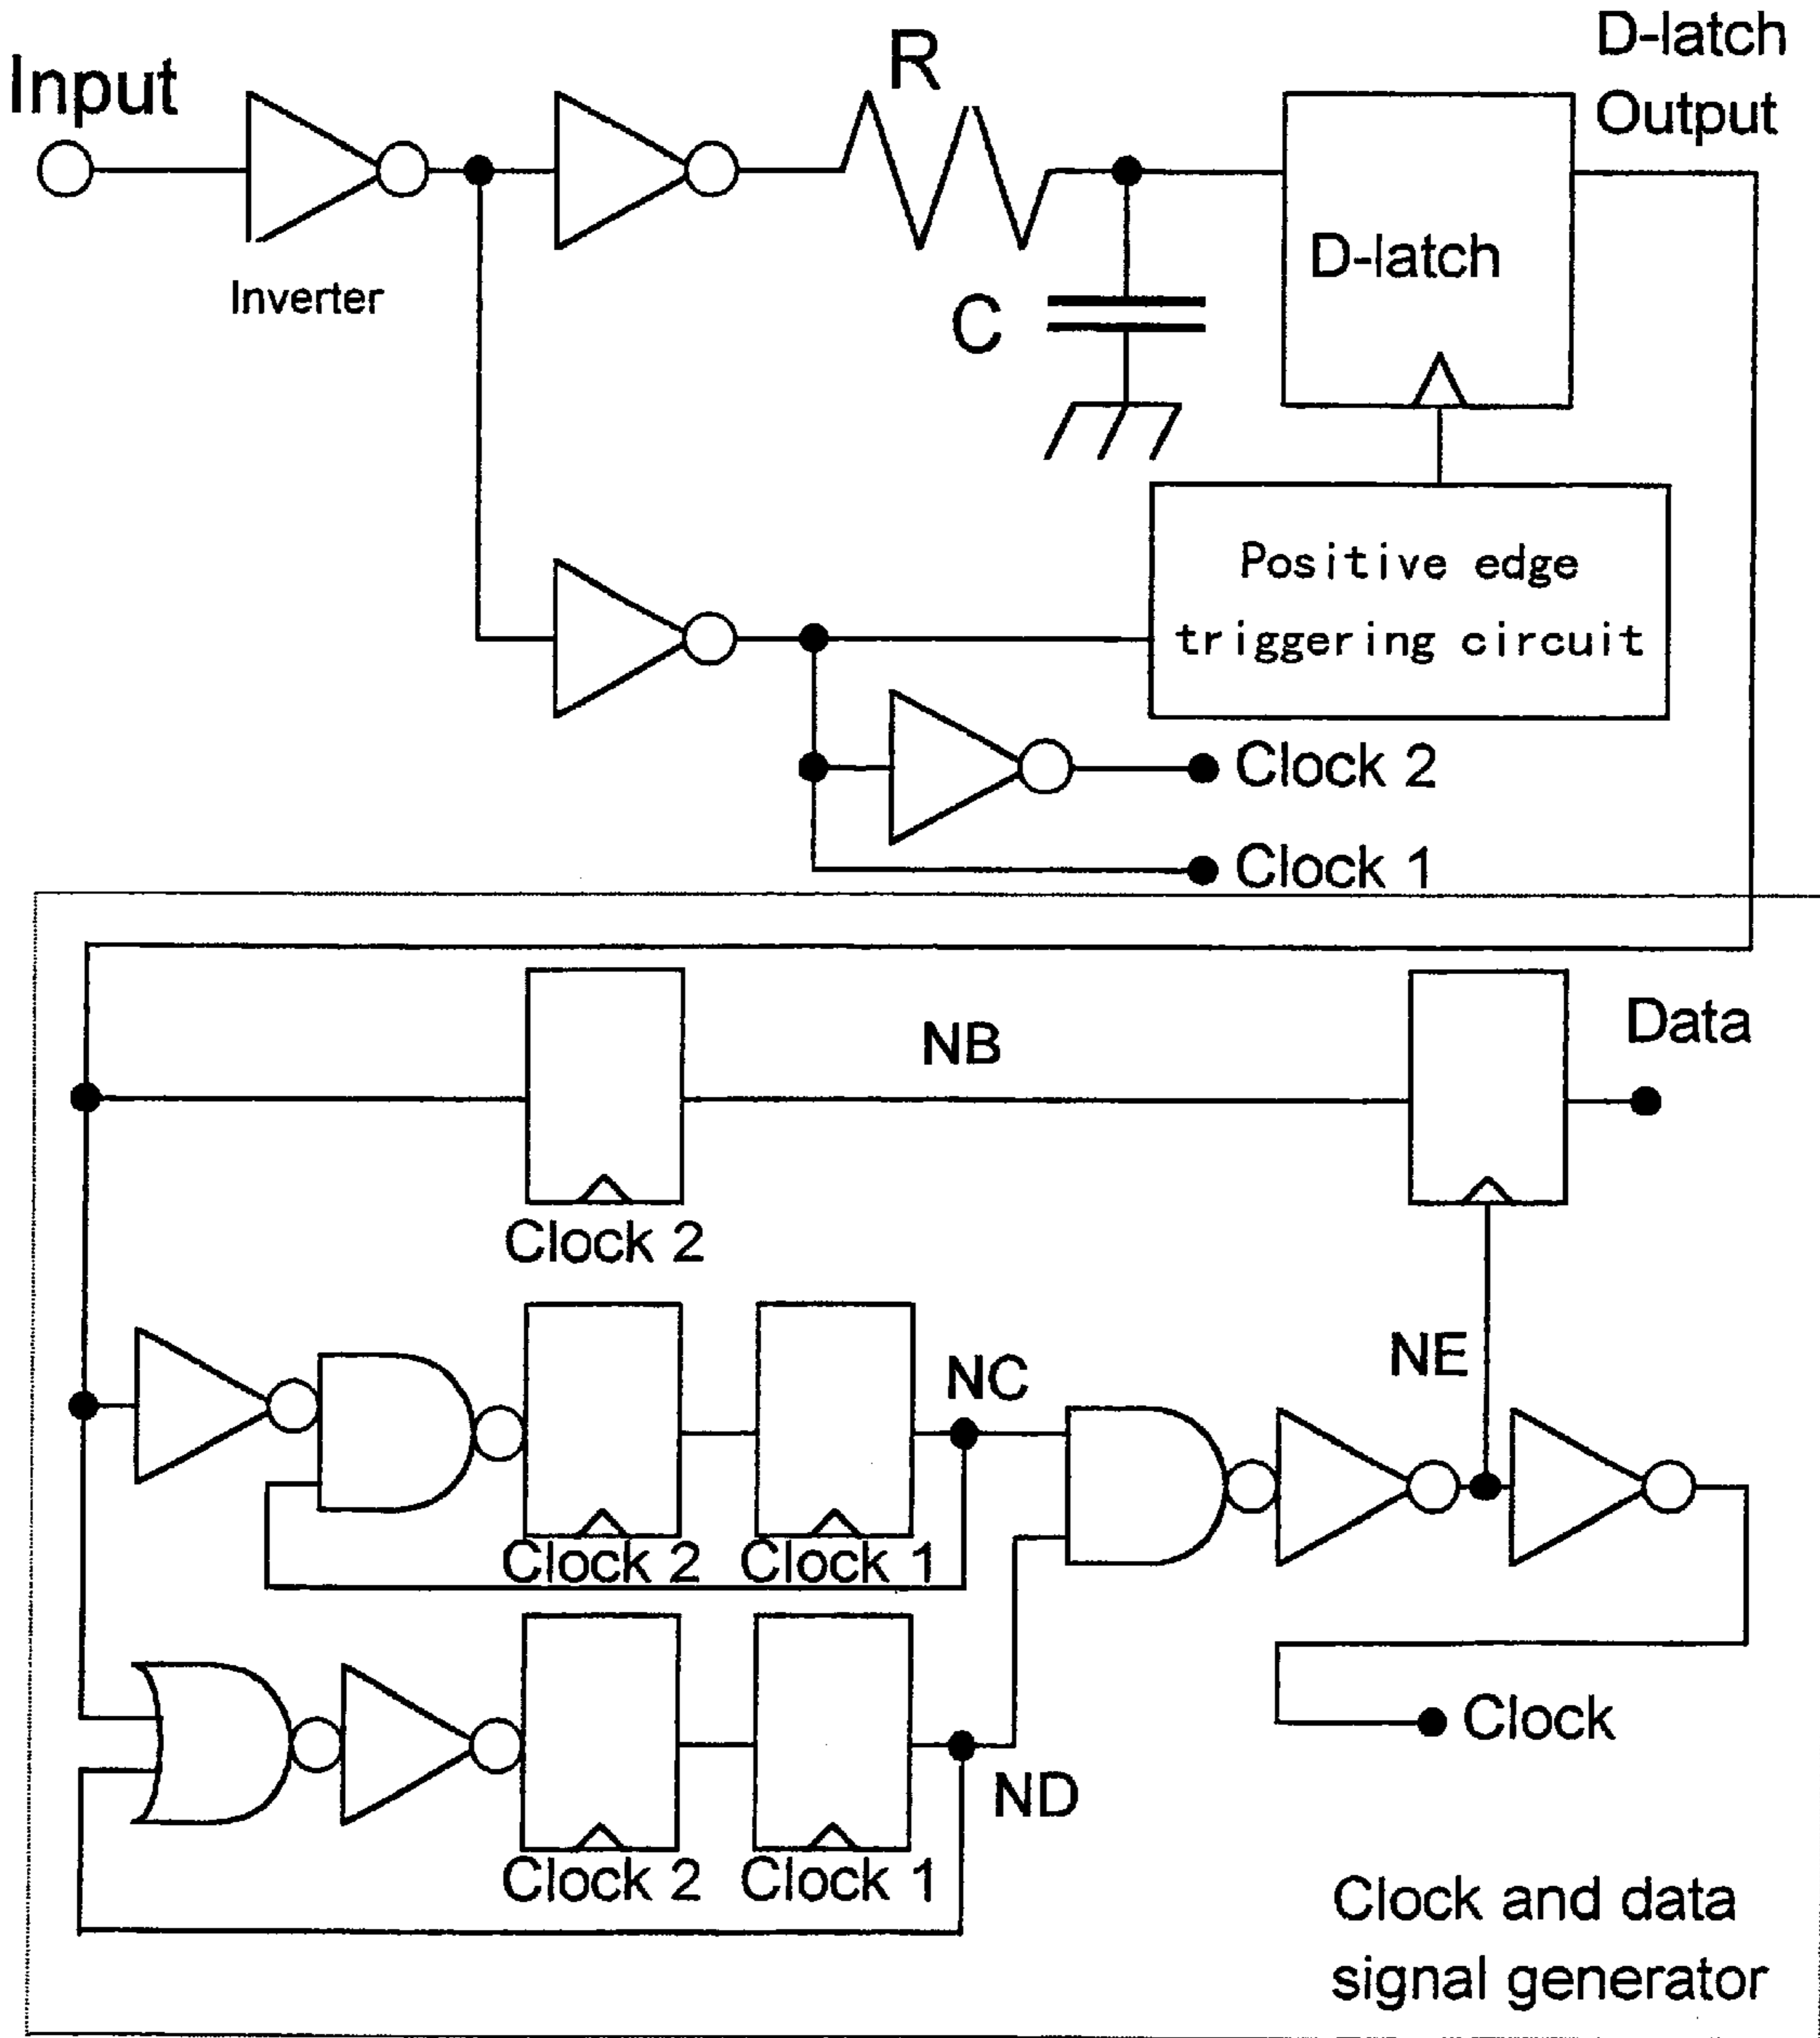 Input
Inverter
R
C
D-latch
Output
D-latch
Positive edge
triggering circuit
Clock 2
Clock 1
NB
Data
Clock 2
NC
NE
Clock 2
Clock 1
ND
Clock
Clock 2
Clock 1
Clock and data
signal generator